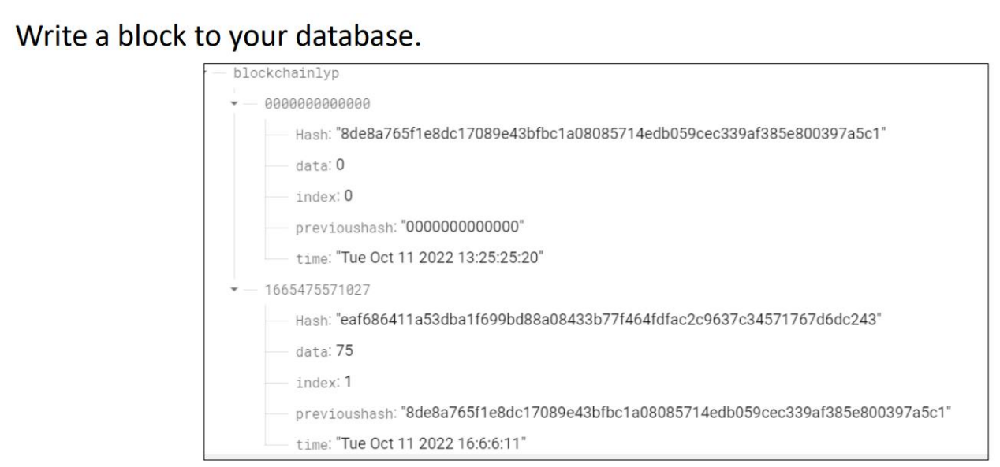 Write a block to your database.
blockchainlyp
0000000000000
Hash: "8de8a765f1e8dc17089e43bfbc1a08085714edb059cec339af385e800397a5c1"
data: 0
index: 0
previoushash: "0000000000000"
time: "Tue Oct 11 2022 13:25:25:20"
1665475571027
Hash: "eaf686411a53dba1f699bd88a08433b77f464fdfac2c9637c34571767d6dc243"
data: 75
index: 1
previoushash: "8de8a765f1e8dc17089e43bfbc1a08085714edb059cec339af385e800397a5c1"
time: "Tue Oct 11 2022 16:6:6:11"